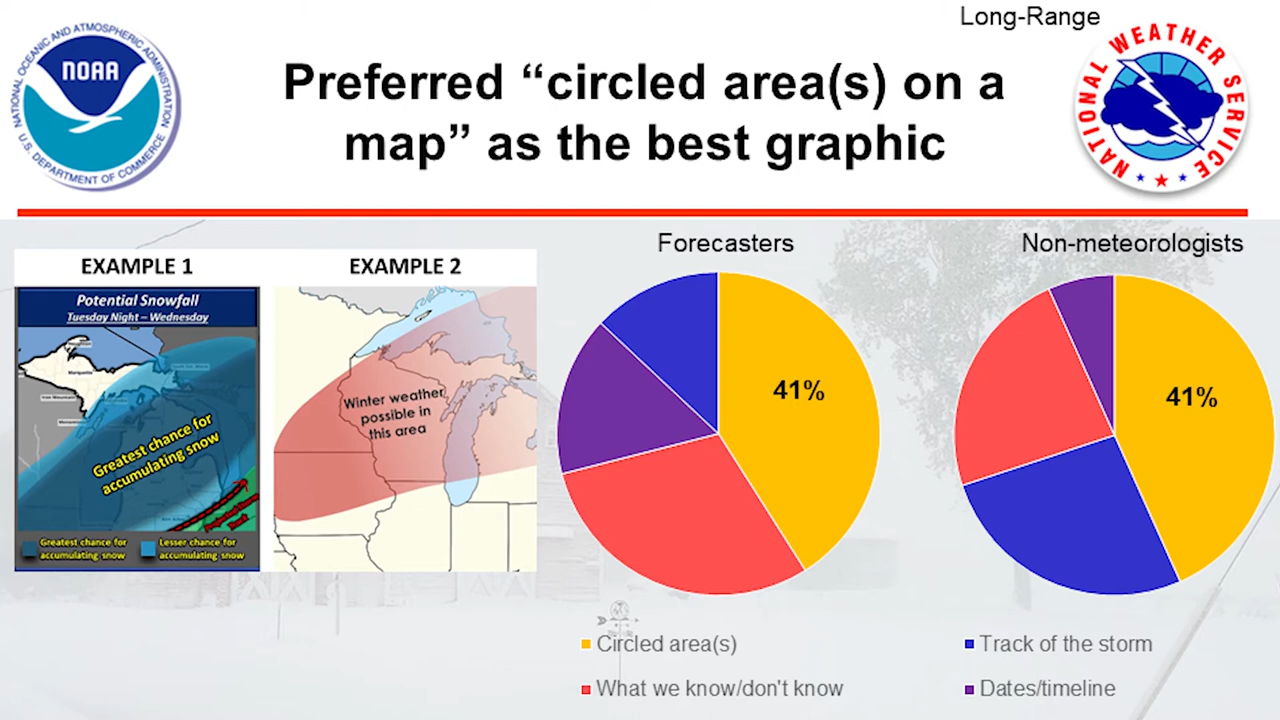 Long-Range
NATIONAL OCEANIC AND ATMOSPHERIC ADMINISTRATION
U.S. DEPARTMENT OF COMMERCE
NOAA
Preferred “circled area(s) on a
map” as the best graphic
NATIONAL WEATHER SERVICE
EXAMPLE 1
Potential Snowfall
Tuesday Night – Wednesday
Marquette
Greatest chance for
accumulating snow
Greatest chance for
accumulating snow
Lesser chance for
accumulating snow
EXAMPLE 2
Winter weather
possible in
this area
Forecasters
41%
Non-meteorologists
41%
Circled area(s)
Track of the storm
What we know/don't know
Dates/timeline